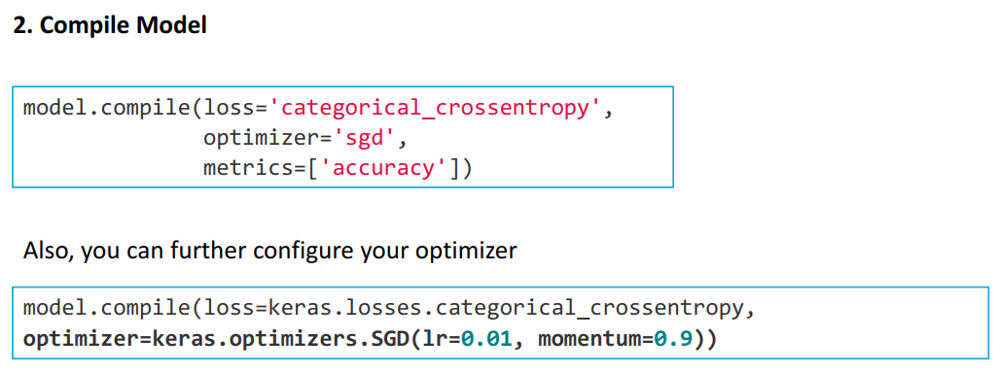 2. Compile Model
model.compile(loss='categorical_crossentropy',
optimizer='sgd',
metrics=['accuracy'])
Also, you can further configure your optimizer
model.compile(loss=keras.losses.categorical_crossentropy,
optimizer=keras.optimizers.SGD(lr=0.01, momentum=0.9))